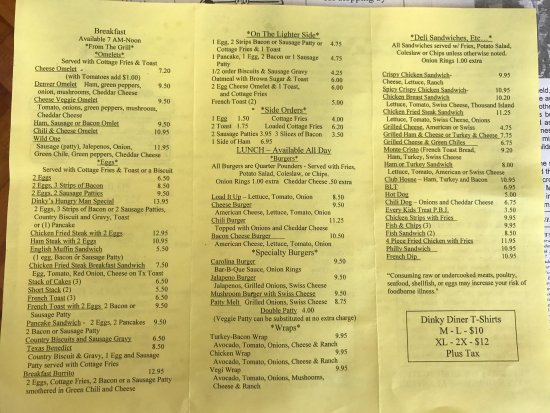 Breakfast
Available 7 AM-Noon
*From The Grill*
*Omelets*
Served with Cottage Fries & Toast
Cheese Omelet - 7.20
(with Tomatoes add $1.00)
Denver Omelet Ham, green peppers, 9.50
onion, mushrooms, Cheddar Cheese
Cheese Veggie Omelet 9.50
tomato, onions, green peppers, mushroom,
Cheddar Cheese
Ham, Sausage or Bacon Omlet 9.50
Chili & Cheese Omelet 10.95
Wild One
Sausage (patty), Jalepenos, Onion, 11.95
Green Chile, Green Peppers, Cheddar Cheese
*Eggs*
Served with Cottage Fries & Toast or a Biscuit
2 Eggs 6.50
2 Eggs, 3 Strips of Bacon 8.50
2 Eggs, 2 Sausage Patties 9.50
Dinky's Hungry Man Special 13.95
2 Eggs, 3 Strips of Bacon or 2 Sausage Patties,
Country Biscuit and Gravy, Toast
or (1) Pancake
Chicken Fried Steak with 2 Eggs 12.95
Ham Steak with 2 Eggs 10.95
English Muffin Sandwich 5.50
(1 egg, bacon or Sausage Patty)
Chicken Fried Steak Breakfast Sandwich 7.50
Egg, Tomato, Red Onion, Cheese on Tx Toast
Stack of Cakes (3) 6.50
Short Stack (2) 5.50
French Toast (3) 6.50
French Toast with 2 Eggs, 2 Bacon or 9.50
Sausage Patty
Pancake Sandwich - 2 Eggs, 2 Pancakes 9.50
2 Bacon or Sausage Patty
Country Biscuits and Sausage Gravy 6.50
Texas Benedict 8.50
Country Biscuit & Gravy, 1 Egg and Sausage
Patty served with Cottage Fries
Breakfast Burrito 12.95
2 Eggs, Cottage Fries, 2 Bacon or a Sausage Patty
smothered in Green Chili and Cheese
*On The Lighter Side*
1 Egg, 2 Strips Bacon or Sausage Patty or 4.75
Cottage Fries & 1 Toast
1 Pancake, 1 Egg, 2 Bacon or 1 Sausage 5.50
Patty
1/2 order Biscuits & Sausage Gravy 4.25
Oatmeal with Brown Sugar & Toast 6.00
2 Egg Cheese Omelet & 1 Toast, 6.00
and Cottage Fries
French Toast (2) 5.00
*Side Orders*
1 Egg 1.50 Cottage Fries 4.00
2 Toast 1.75 Loaded Cottage Fries 6.20
2 Sausage Patties 3.95 3 Slices of Bacon 3.50
1 Side of Ham 6.95
LUNCH – Available All Day
*Burgers*
All Burgers are Quarter Pounders - Served with Fries,
Potato Salad, Coleslaw, or Chips.
Onion Rings 1.00 extra Cheddar Cheese .50 extra
Load It Up – Lettuce, Tomato, Onion 8.50
Cheese Burger 9.50
American Cheese, Lettuce, Tomato, Onion
Chili Burger 11.25
Topped with Onions and Cheddar Cheese
Bacon Cheese Burger 10.50
*Specialty Burgers*
Carolina Burger 9.50
Bar-B-Que Sauce, Onion Rings
Jalapeno Burger 9.50
Jalapenos, Grilled Onions, Swiss Cheese
Mushroom Burger with Swiss Cheese 9.50
Patty Melt Grilled Onions, Swiss Cheese 8.75
Double Patty 4.00
(Veggie Patty can be substituted at no extra charge)
*Wraps*
Turkey-Bacon Wrap 9.95
Avocado, Tomato, Onions, Cheese & Ranch
Chicken Wrap 9.95
Avocado, Tomato, Onions, Cheese & Ranch
Vegi Wrap 9.95
Avocado, Tomato, Onions, Mushooms,
Cheese & Ranch
*Deli Sandwiches, Etc...*
All Sandwiches served w/ Fries, Potato Salad,
Coleslaw or Chips unless otherwise noted.
Onion Rings 1.00 extra
Crispy Chicken Sandwich- 9.95
Cheese, Lettuce, Tomato, Onion
Spicy Crispy Chicken Sandwich- 10.95
Chicken Breast Sandwich 10.20
Lettuce, Tomato, Swiss Cheese, Thousand Island
Chicken Fried Steak Sandwich 11.25
Lettuce, Tomato, Swiss Cheese, Onions
Grilled Cheese, American or Swiss 4.75
Grilled Ham & Cheese or Turkey & Cheese 7.75
Grilled Cheese & Green Chiles 6.75
Monte Cristo (French Toast Bread, 9.20
Ham, Turkey, Swiss Cheese
Ham or Turkey Sandwich 8.00
Lettuce, Tomato, American or Swiss Cheese
Club House – Ham, Turkey and Bacon 10.95
BLT 6.95
Hot Dog 5.00
Chili Dog – Onions and Cheddar Cheese 6.75
Every Kids Treat P.B.J. 3.50
Chicken Strips with Fries 9.95
Fish & Chips (3) 9.95
Fish Sandwich (2) 8.50
4 Piece Fried Chicken with Fries 11.95
Philly Sandwich 10.95
French Dip 10.95
"Consuming raw or undercooked meats, poultry,
seafood, shellfish, or eggs may increase your risk of
foodborne illness."
Dinky Diner T-Shirts
M - L - $10
XL - 2X - $12
Plus Tax